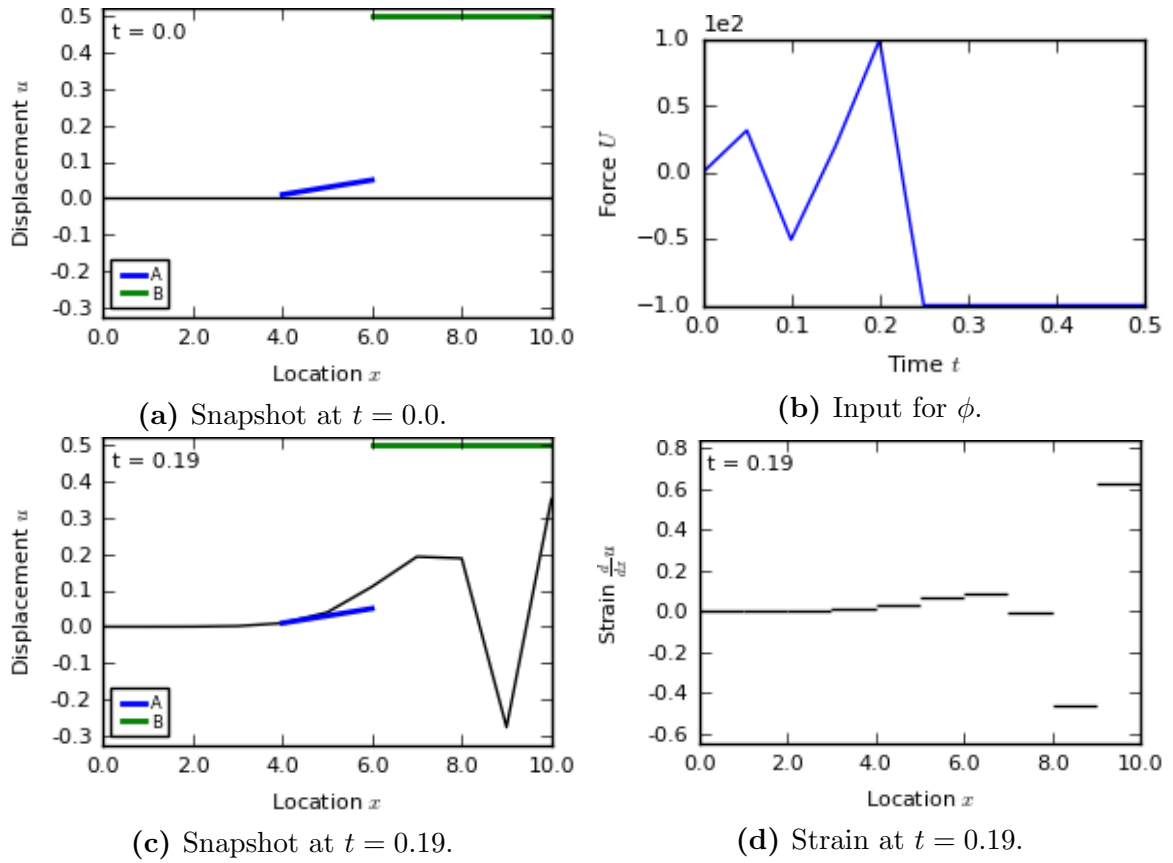 t = 0.0
0.5
0.4
0.3
0.2
0.1
0.0
-0.1
-0.2
-0.3
Displacement u
A
B
0.0 2.0 4.0 6.0 8.0 10.0
Location x
(a) Snapshot at t = 0.0.
1e2
1.0
0.5
0.0
−0.5
−1.0
Force U
0.0 0.1 0.2 0.3 0.4 0.5
Time t
(b) Input for ϕ.
t = 0.19
0.5
0.4
0.3
0.2
0.1
0.0
-0.1
-0.2
-0.3
Displacement u
A
B
0.0 2.0 4.0 6.0 8.0 10.0
Location x
(c) Snapshot at t = 0.19.
t = 0.19
0.8
0.6
0.4
0.2
0.0
-0.2
-0.4
-0.6
Strain d/dx u
0.0 2.0 4.0 6.0 8.0 10.0
Location x
(d) Strain at t = 0.19.